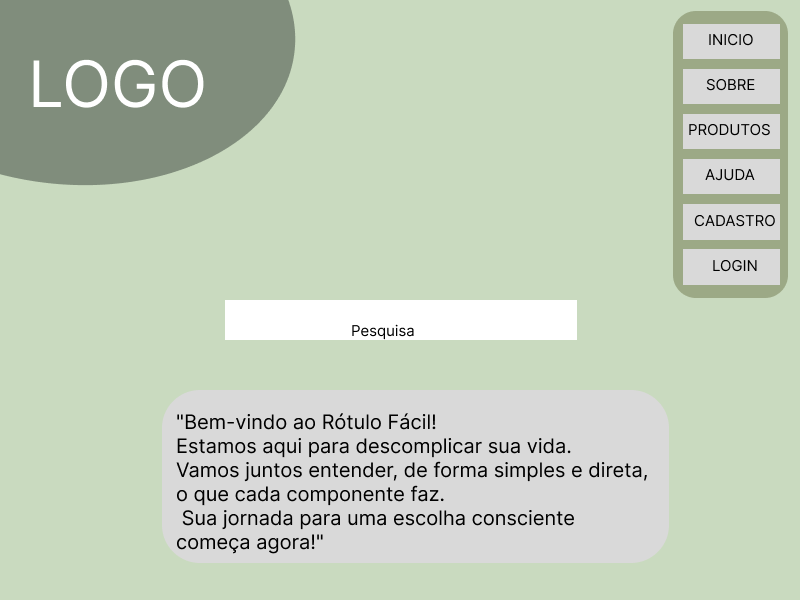 LOGO
INICIO
SOBRE
PRODUTOS
AJUDA
CADASTRO
LOGIN
Pesquisa
"Bem-vindo ao Rótulo Fácil!
Estamos aqui para descomplicar sua vida.
Vamos juntos entender, de forma simples e direta,
o que cada componente faz.
Sua jornada para uma escolha consciente
começa agora!"